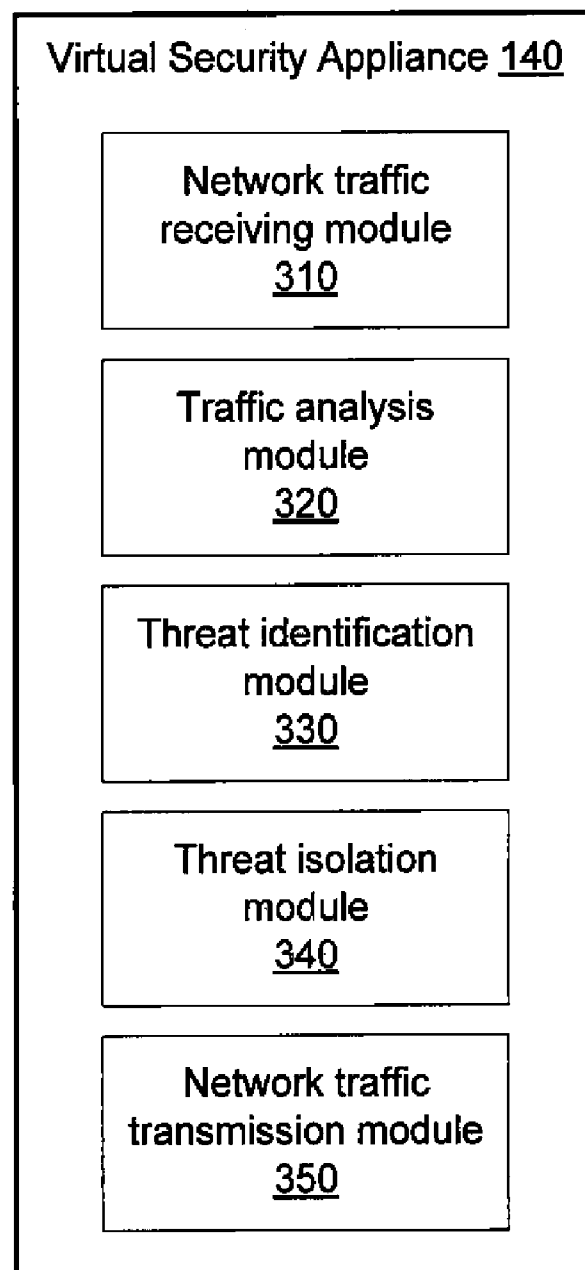 Virtual Security Appliance 140
Network traffic
receiving module
310
Traffic analysis
module
320
Threat identification
module
330
Threat isolation
module
340
Network traffic
transmission module
350